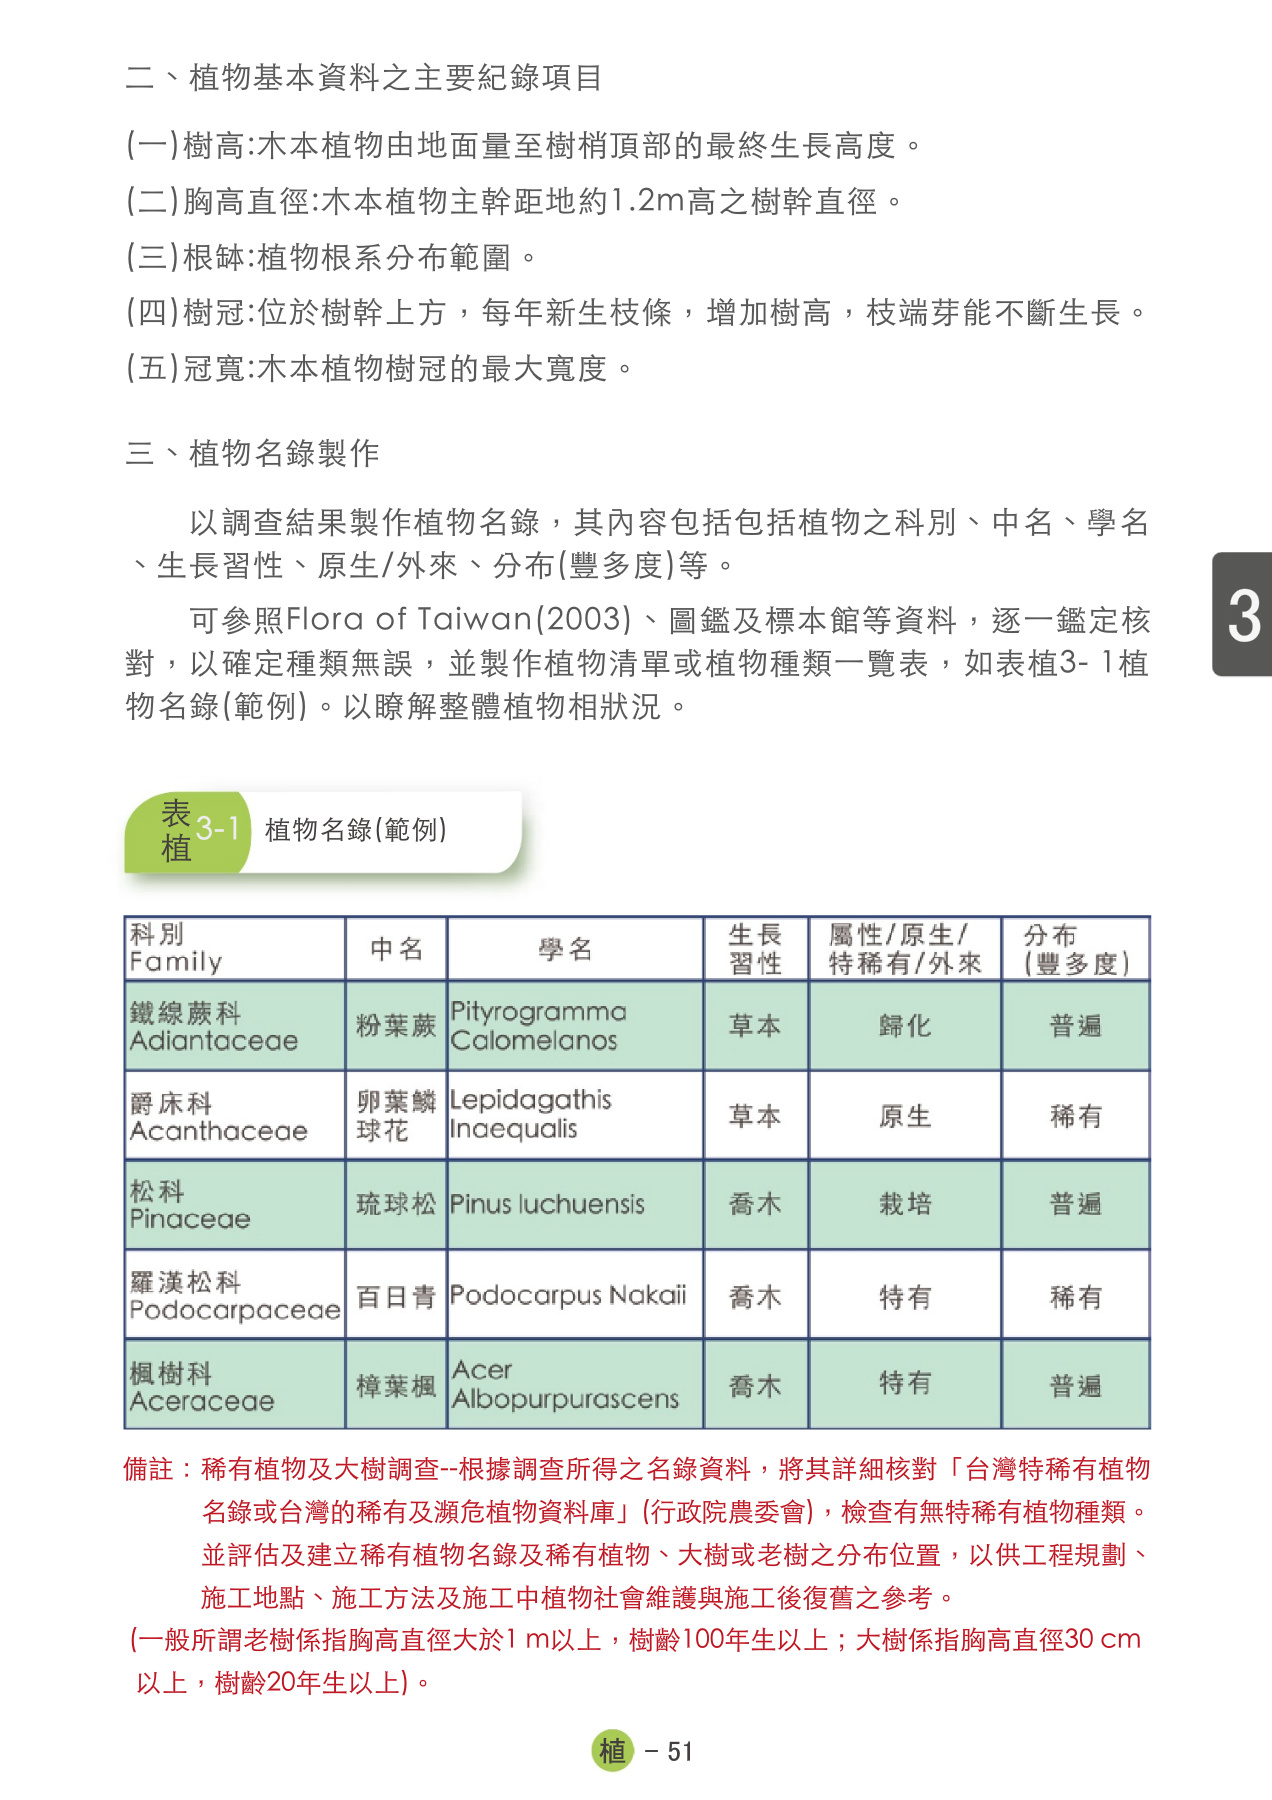 二、植物基本資料之主要紀錄項目
(一)樹高:木本植物由地面量至樹梢頂部的最終生長高度。
(二)胸高直徑:木本植物主幹距地約1.2m高之樹幹直徑。
(三)根缽:植物根系分布範圍。
(四)樹冠:位於樹幹上方，每年新生枝條，增加樹高，枝端芽能不斷生長。
(五)冠寬:木本植物樹冠的最大寬度。
三、植物名錄製作
以調查結果製作植物名錄，其內容包括包括植物之科別、中名、學名
、生長習性、原生/外來、分布(豐多度)等。
可參照Flora of Taiwan(2003)、圖鑑及標本館等資料，逐一鑑定核
對，以確定種類無誤，並製作植物清單或植物種類一覽表，如表植3- 1植
物名錄(範例)。以瞭解整體植物相狀況。
3
表植 3-1 植物名錄(範例)
科別 Family 中名 學名 生長習性 屬性/原生/特稀有/外來 分布(豐多度)
鐵線蕨科 Adiantaceae 粉葉蕨 Pityrogramma Calomelanos 草本 歸化 普遍
爵床科 Acanthaceae 卵葉鱗球花 Lepidagathis Inaequalis 草本 原生 稀有
松科 Pinaceae 琉球松 Pinus luchuensis 喬木 栽培 普遍
羅漢松科 Podocarpaceae 百日青 Podocarpus Nakaii 喬木 特有 稀有
楓樹科 Aceraceae 樟葉楓 Acer Albopurpurascens 喬木 特有 普遍
備註：稀有植物及大樹調查--根據調查所得之名錄資料，將其詳細核對「台灣特稀有植物
名錄或台灣的稀有及瀕危植物資料庫」(行政院農委會)，檢查有無特稀有植物種類。
並評估及建立稀有植物名錄及稀有植物、大樹或老樹之分布位置，以供工程規劃、
施工地點、施工方法及施工中植物社會維護與施工後復舊之參考。
(一般所謂老樹係指胸高直徑大於1 m以上，樹齡100年生以上；大樹係指胸高直徑30 cm
以上，樹齡20年生以上)。
植 – 51